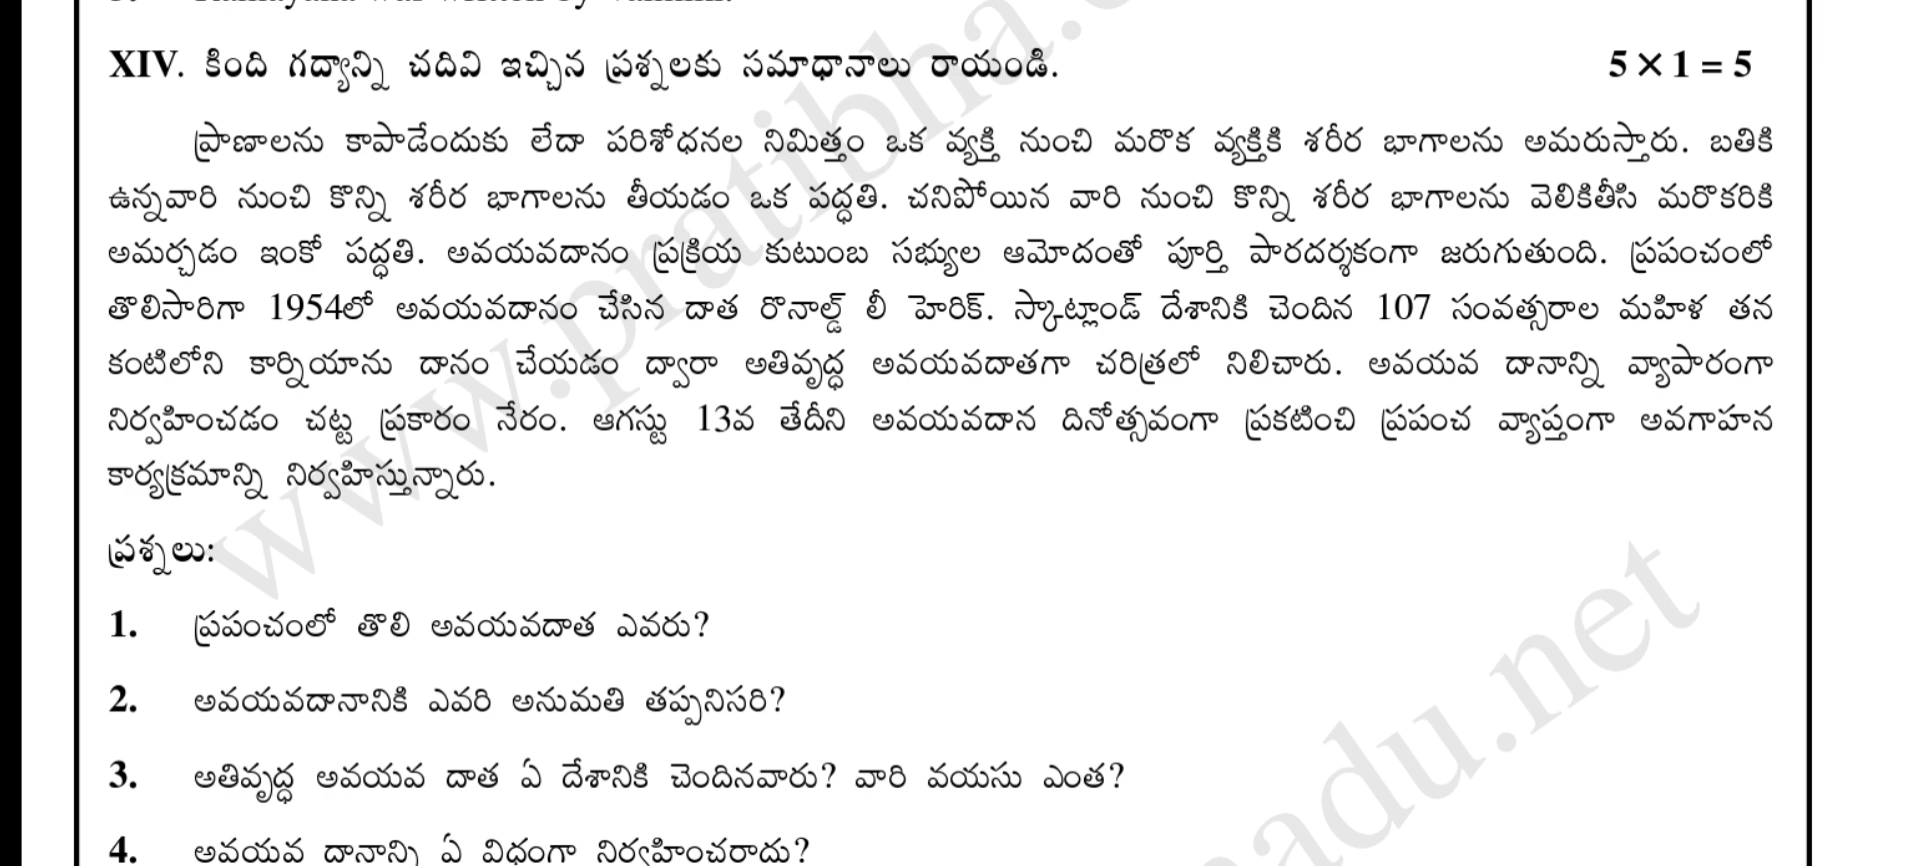 XIV. కింది గద్యాన్ని చదివి ఇచ్చిన ప్రశ్నలకు సమాధానాలు రాయండి. 5 × 1 = 5
ప్రాణాలను కాపాడేందుకు లేదా పరిశోధనల నిమిత్తం ఒక వ్యక్తి నుంచి మరొక వ్యక్తికి శరీర భాగాలను అమరుస్తారు. బతికి
ఉన్నవారి నుంచి కొన్ని శరీర భాగాలను తీయడం ఒక పద్ధతి. చనిపోయిన వారి నుంచి కొన్ని శరీర భాగాలను వెలికితీసి మరొకరికి
అమర్చడం ఇంకో పద్ధతి. అవయవదానం ప్రక్రియ కుటుంబ సభ్యుల ఆమోదంతో పూర్తి పారదర్శకంగా జరుగుతుంది. ప్రపంచంలో
తొలిసారిగా 1954లో అవయవదానం చేసిన దాత రొనాల్డ్ లీ హెరిక్. స్కాట్లాండ్ దేశానికి చెందిన 107 సంవత్సరాల మహిళ తన
కంటిలోని కార్నియాను దానం చేయడం ద్వారా అతివృద్ధ అవయవదాతగా చరిత్రలో నిలిచారు. అవయవ దానాన్ని వ్యాపారంగా
నిర్వహించడం చట్ట ప్రకారం నేరం. ఆగస్టు 13వ తేదీని అవయవదాన దినోత్సవంగా ప్రకటించి ప్రపంచ వ్యాప్తంగా అవగాహన
కార్యక్రమాన్ని నిర్వహిస్తున్నారు.
ప్రశ్నలు:
1. ప్రపంచంలో తొలి అవయవదాత ఎవరు?
2. అవయవదానానికి ఎవరి అనుమతి తప్పనిసరి?
3. అతివృద్ధ అవయవ దాత ఏ దేశానికి చెందినవారు? వారి వయసు ఎంత?
4. అవయవ దానాన్ని ఏ విధంగా నిర్వహించరాదు?
www.pratibha.
adu.net